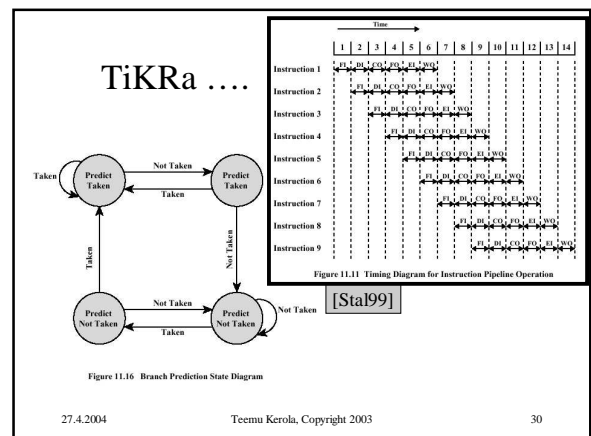 TiKRa ….
Time
1 2 3 4 5 6 7 8 9 10 11 12 13 14
Instruction 1 FI DI CO FO EI WO
Instruction 2 FI DI CO FO EI WO
Instruction 3 FI DI CO FO EI WO
Instruction 4 FI DI CO FO EI WO
Instruction 5 FI DI CO FO EI WO
Instruction 6 FI DI CO FO EI WO
Instruction 7 FI DI CO FO EI WO
Instruction 8 FI DI CO FO EI WO
Instruction 9 FI DI CO FO EI WO
Figure 11.11 Timing Diagram for Instruction Pipeline Operation
[Stal99]
Taken
Predict
Taken
Not Taken
Taken
Predict
Taken
Taken
Not Taken
Predict
Not Taken
Not Taken
Taken
Predict
Not Taken
Not Taken
Figure 11.16 Branch Prediction State Diagram
27.4.2004
Teemu Kerola, Copyright 2003
30